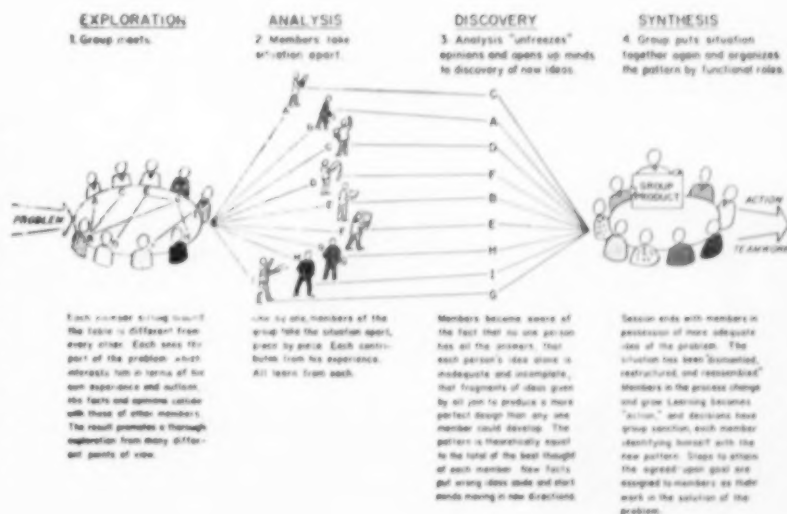 EXPLORATION
1. Group meets.
ANALYSIS
2. Members take
situation apart.
DISCOVERY
3. Analysis "unfreezes"
opinions and opens up minds
to discovery of new ideas.
SYNTHESIS
4. Group puts situation
together again and organizes
the pattern by functional roles.
PROBLEM
A
B
C
D
E
F
H
I
C
A
D
F
B
E
H
I
G
GROUP
PRODUCT
ACTION
TEAMWORK
Each member sitting around
the table is different from
every other. Each sees the
part of the problem which
interests him in terms of his
own experience and outlook,
his facts and opinions collide
with those of other members.
The result promotes a thorough
exploration from many differ-
ent points of view.
One by one, members of the
group take the situation apart,
piece by piece. Each contri-
butes from his experience.
All learn from each.
Members become aware of
the fact that no one person
has all the answers, that
each person's idea alone is
inadequate and incomplete,
that fragments of ideas given
by all join to produce a more
perfect design than any one
member could develop. The
pattern is theoretically equal
to the total of the best thought
of each member. New facts
put wrong ideas aside and start
minds moving in new directions.
Session ends with members in
possession of more adequate
idea of the problem. The
situation has been "dismantled,
restructured, and reassembled"
Members in the process change
and grow. Learning becomes
"action," and decisions have
group sanction, each member
identifying himself with the
new pattern. Steps to attain
the agreed-upon goal are
assigned to members as their
work in the solution of the
problem.